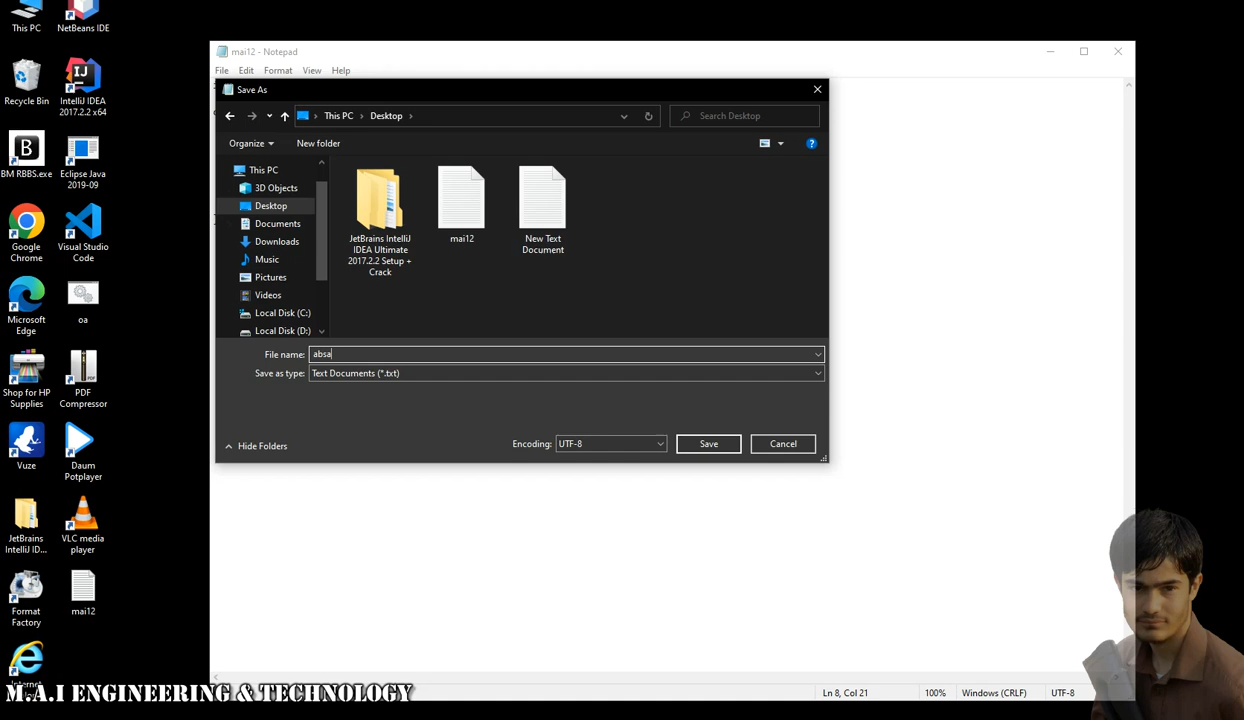 This PC
NetBeans IDE
Recycle Bin
IntelliJ IDEA
2017.2.2 x64
BM RBBS.exe
Eclipse Java
2019-09
Google
Chrome
Visual Studio
Code
Microsoft
Edge
oa
Shop for HP
Supplies
PDF
Compressor
Vuze
Daum
Potplayer
JetBrains
IntelliJ ID...
VLC media
player
Format
Factory
mai12
Internet
mai12 - Notepad
File Edit Format View Help
Save As
This PC > Desktop >
Search Desktop
Organize
New folder
This PC
3D Objects
Desktop
Documents
Downloads
Music
Pictures
Videos
Local Disk (C:)
Local Disk (D:)
JetBrains IntelliJ
IDEA Ultimate
2017.2.2 Setup +
Crack
mai12
New Text
Document
File name: absa
Save as type: Text Documents (*.txt)
Hide Folders
Encoding: UTF-8
Save
Cancel
Ln 8, Col 21 100% Windows (CRLF) UTF-8
M.A.I ENGINEERING & TECHNOLOGY